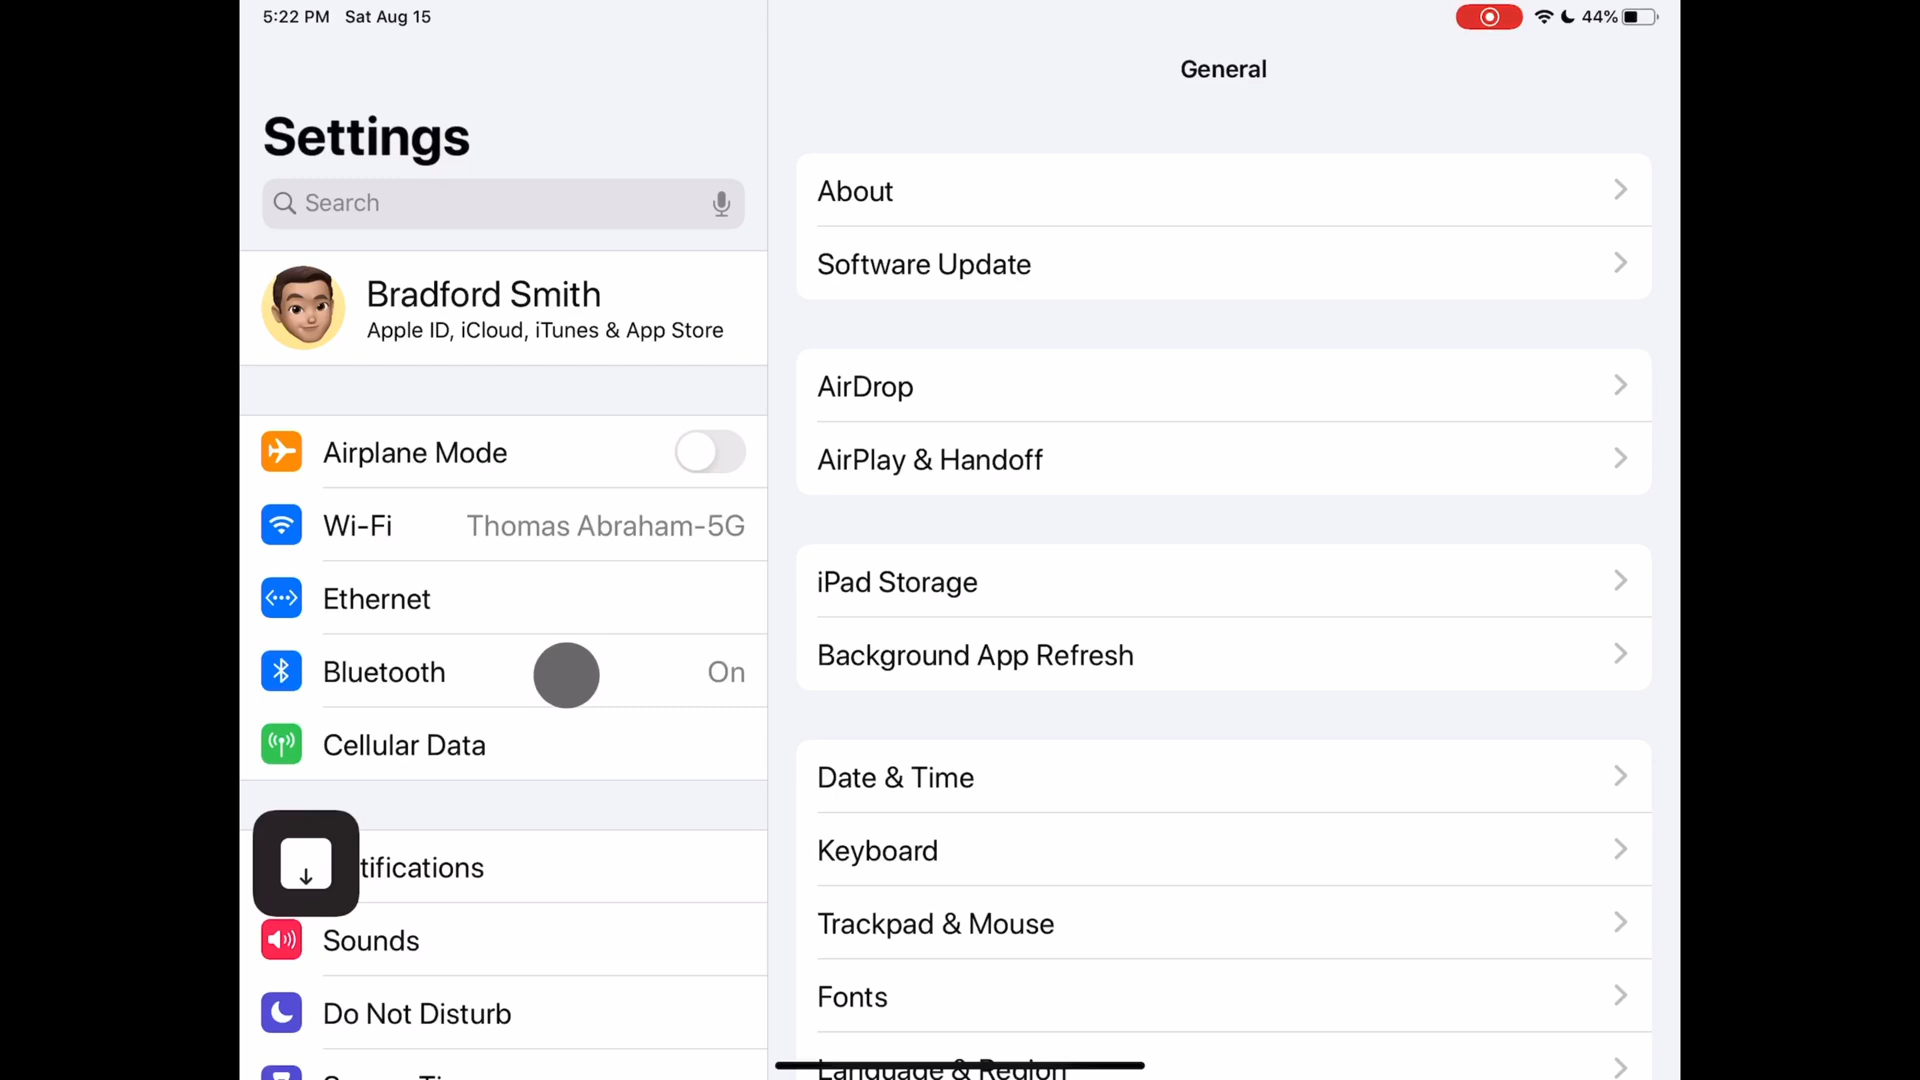 5:22 PM Sat Aug 15
44%
Settings
Search
Bradford Smith
Apple ID, iCloud, iTunes & App Store
Airplane Mode
Wi-Fi Thomas Abraham-5G
Ethernet
Bluetooth On
Cellular Data
tifications
Sounds
Do Not Disturb
General
About
Software Update
AirDrop
AirPlay & Handoff
iPad Storage
Background App Refresh
Date & Time
Keyboard
Trackpad & Mouse
Fonts
Language & Region